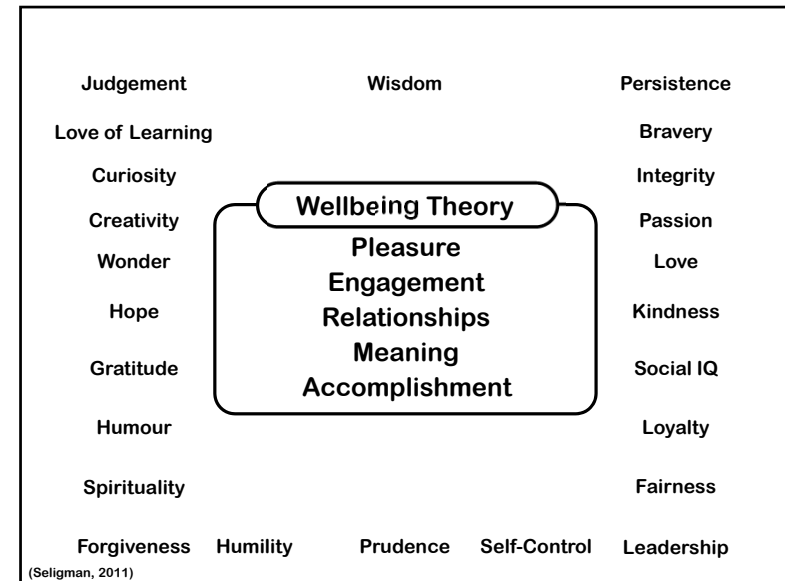 Judgement Wisdom Persistence
Love of Learning Bravery
Curiosity Integrity
Wellbeing Theory
Creativity Passion
Pleasure
Wonder Love
Engagement
Hope Relationships Kindness
Meaning
Gratitude Social IQ
Accomplishment
Humour Loyalty
Spirituality Fairness
Forgiveness Humility Prudence Self-Control Leadership
(Seligman, 2011)